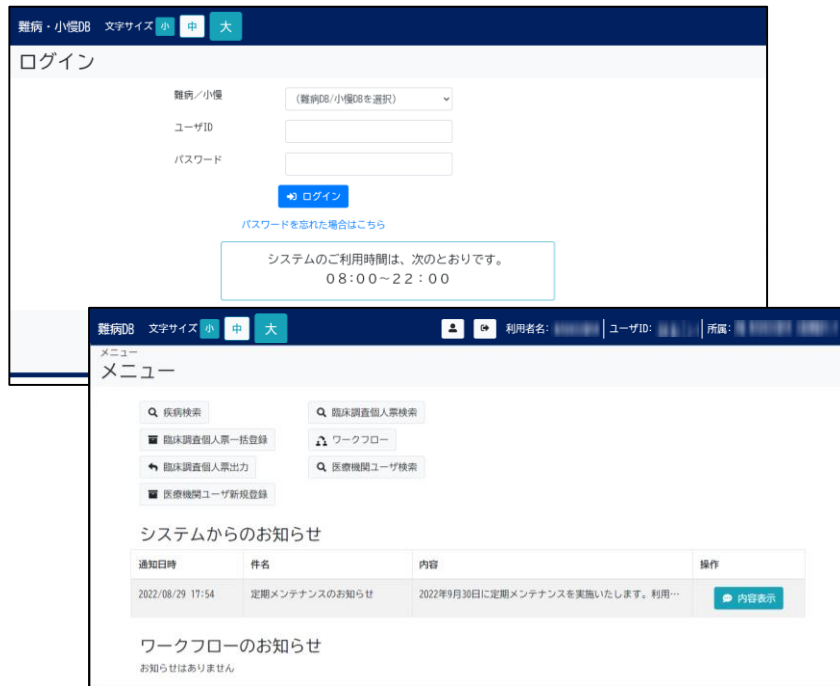 難病・小慢DB 文字サイズ 小 中 大
ログイン
難病／小慢 (難病DB/小慢DBを選択)
ユーザID
パスワード
ログイン
パスワードを忘れた場合はこちら
システムのご利用時間は、次のとおりです。
０８:００～２２：００
難病DB 文字サイズ 小 中 大 利用者名: ユーザID: 所属:
メニュー
メニュー
疾病検索 臨床調査個人票検索
臨床調査個人票一括登録 ワークフロー
臨床調査個人票出力 医療機関ユーザ検索
医療機関ユーザ新規登録
システムからのお知らせ
通知日時 件名 内容 操作
2022/08/29 17:54 定期メンテナンスのお知らせ 2022年9月30日に定期メンテナンスを実施いたします。利用… 内容表示
ワークフローのお知らせ
お知らせはありません